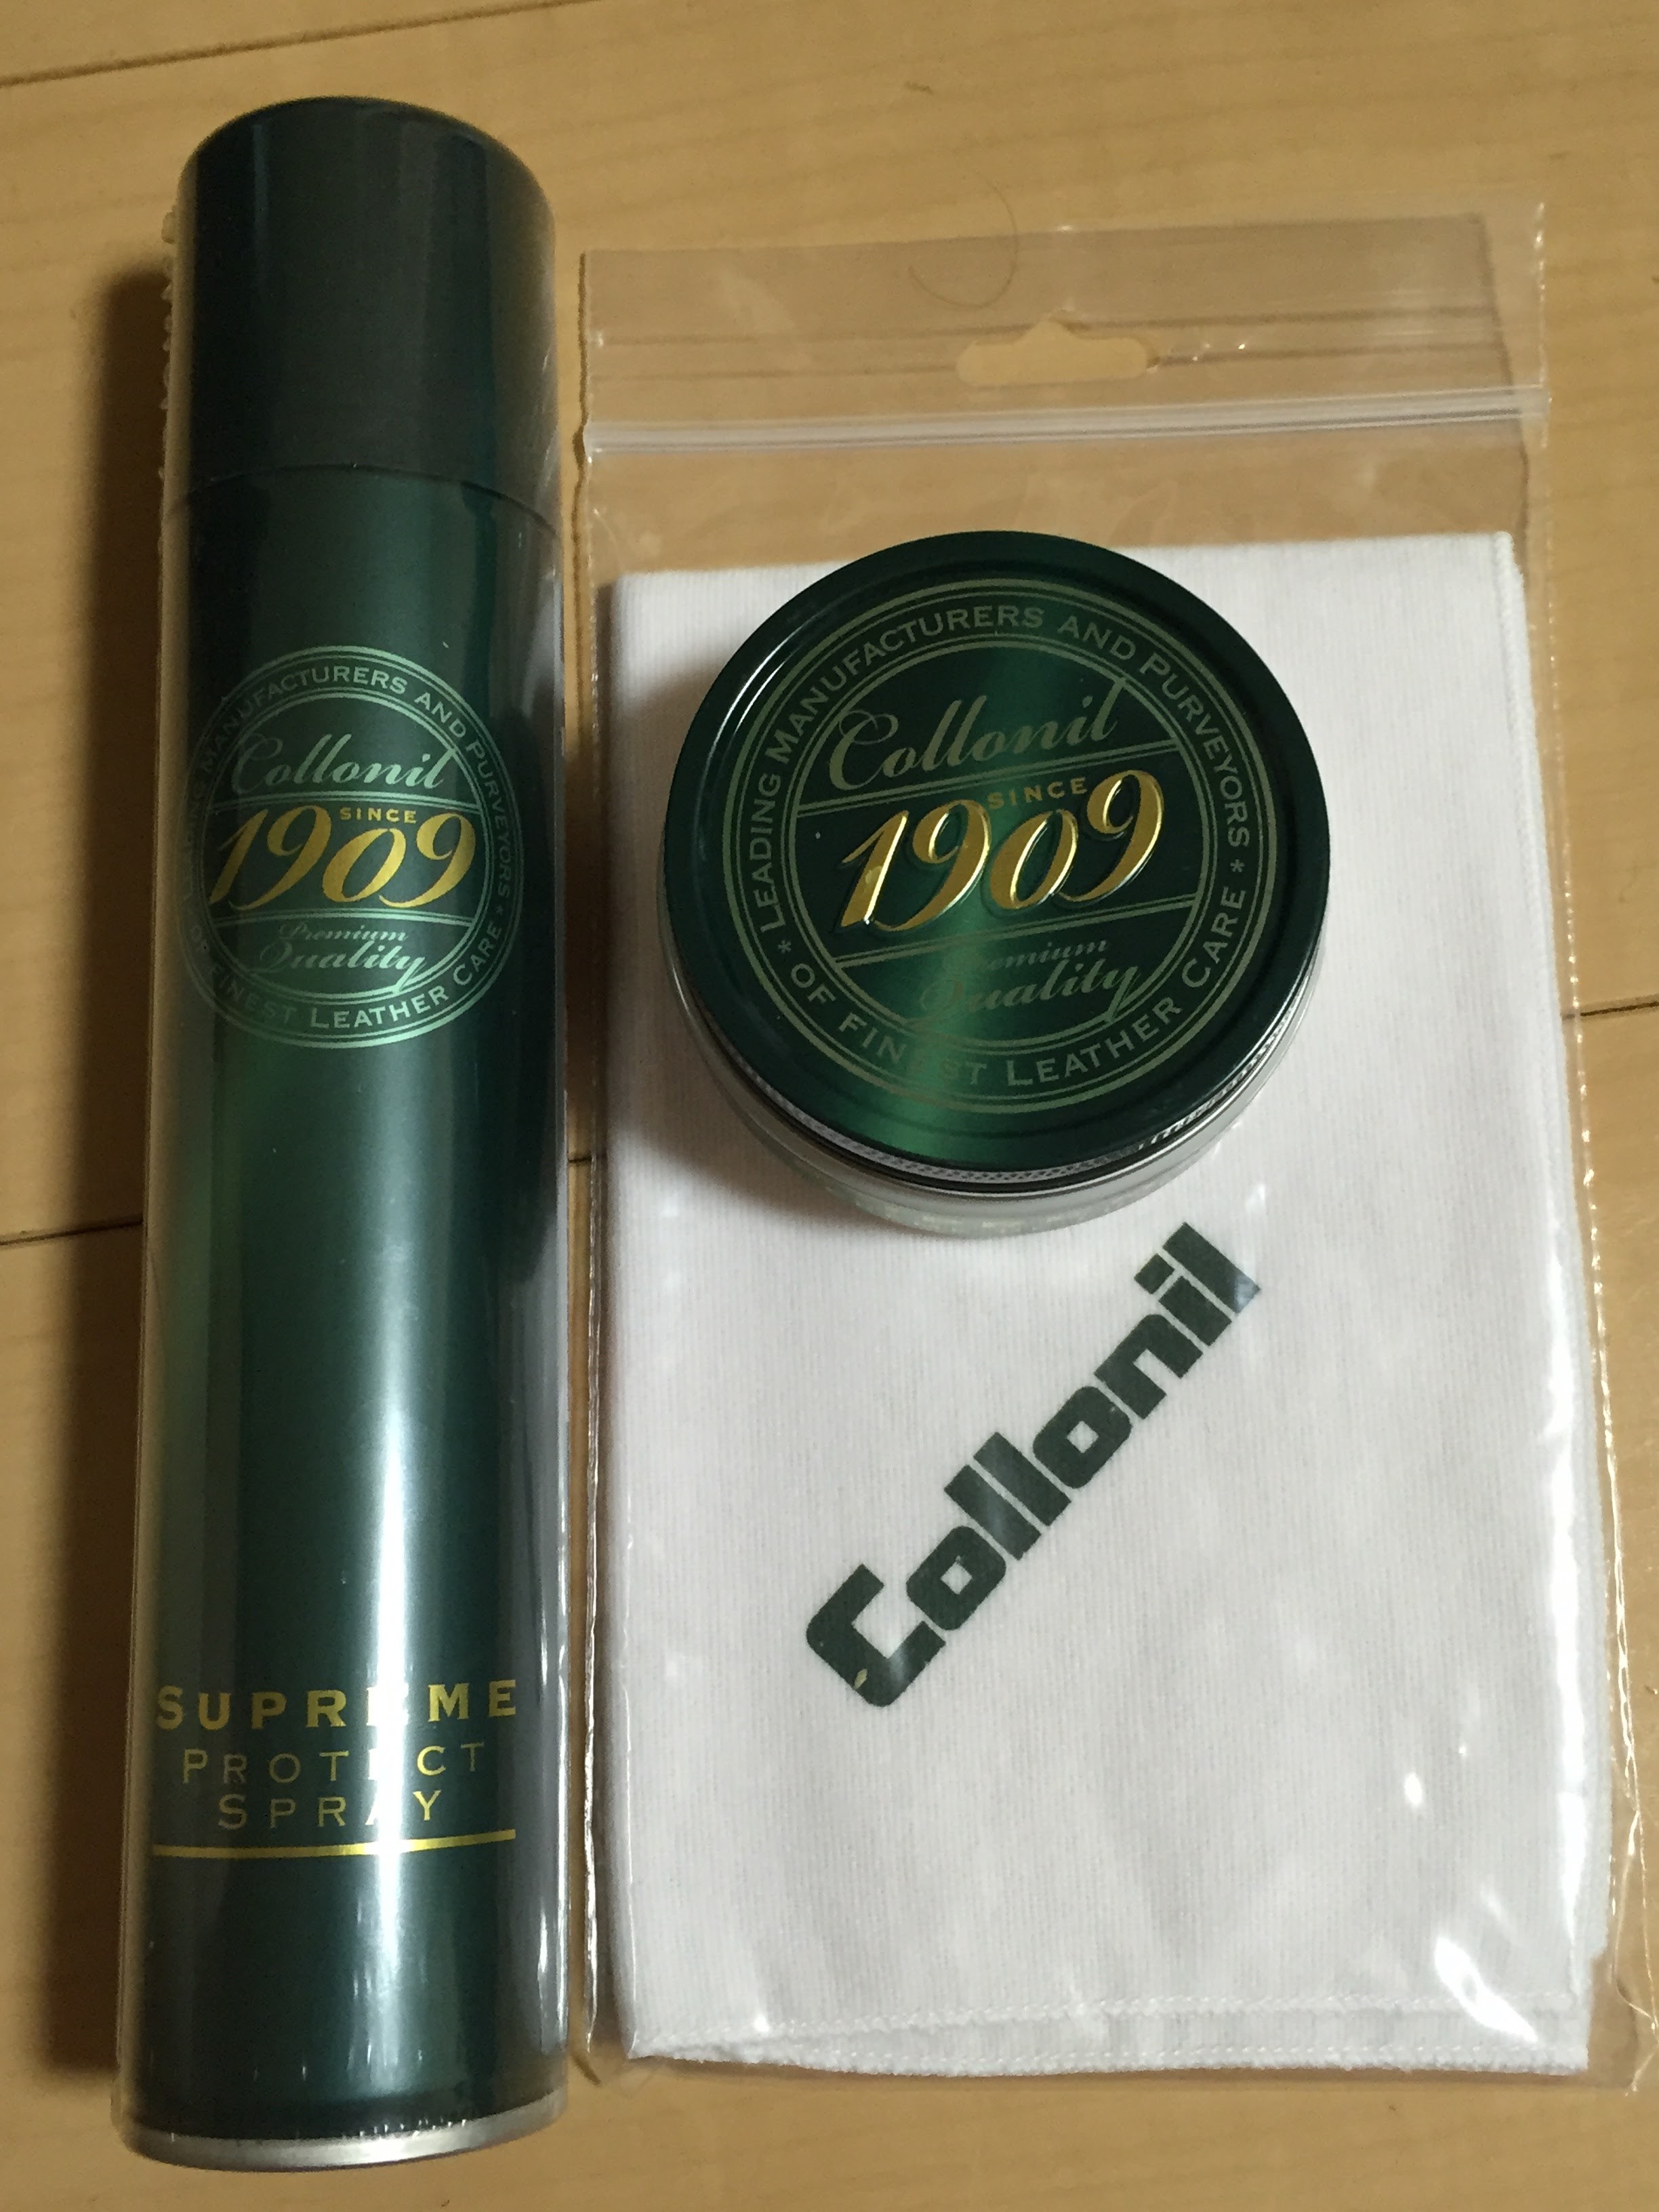 LEADING MANUFACTURERS AND PURVEYORS
Collonil
SINCE
1909
Premium
Quality
* OF FINEST LEATHER CARE *
SUPREME
PROTECT
SPRAY
LEADING MANUFACTURERS AND PURVEYORS
Collonil
SINCE
1909
Premium
Quality
* OF FINEST LEATHER CARE *
Collonil